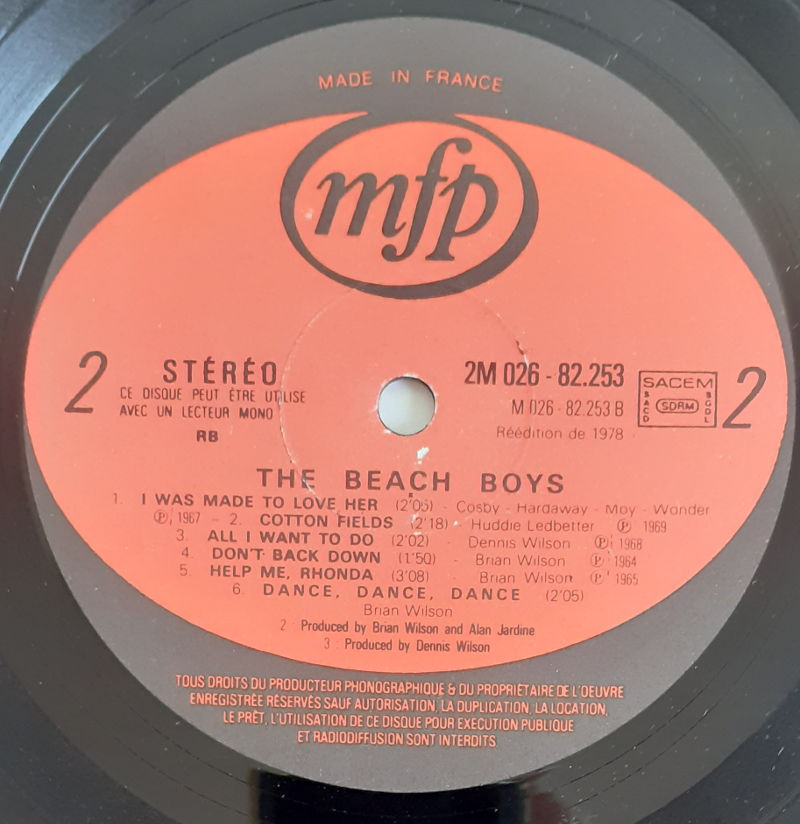 MADE IN FRANCE
mfp
2 STÉRÉO 2M 026 - 82.253 SACEM 2
CE DISQUE PEUT ÊTRE UTILISE M 026 - 82.253 B SACD SDRM SGDL
AVEC UN LECTEUR MONO Réédition de 1978
RB
THE BEACH BOYS
1. I WAS MADE TO LOVE HER (2'05) - Cosby - Hardaway - Moy - Wonder
Ⓟ 1967 - 2. COTTON FIELDS (2'18) - Huddie Ledbetter Ⓟ 1969
3. ALL I WANT TO DO (2'02) - Dennis Wilson Ⓟ 1968
4. DON'T BACK DOWN (1'50) - Brian Wilson Ⓟ 1964
5. HELP ME, RHONDA (3'08) - Brian Wilson Ⓟ 1965
6. DANCE, DANCE, DANCE (2'05)
Brian Wilson
2 : Produced by Brian Wilson and Alan Jardine
3 : Produced by Dennis Wilson
TOUS DROITS DU PRODUCTEUR PHONOGRAPHIQUE & DU PROPRIÉTAIRE DE L'OEUVRE
ENREGISTRÉE RÉSERVÉS SAUF AUTORISATION, LA DUPLICATION, LA LOCATION,
LE PRÊT, L'UTILISATION DE CE DISQUE POUR EXECUTION PUBLIQUE
ET RADIODIFFUSION SONT INTERDITS